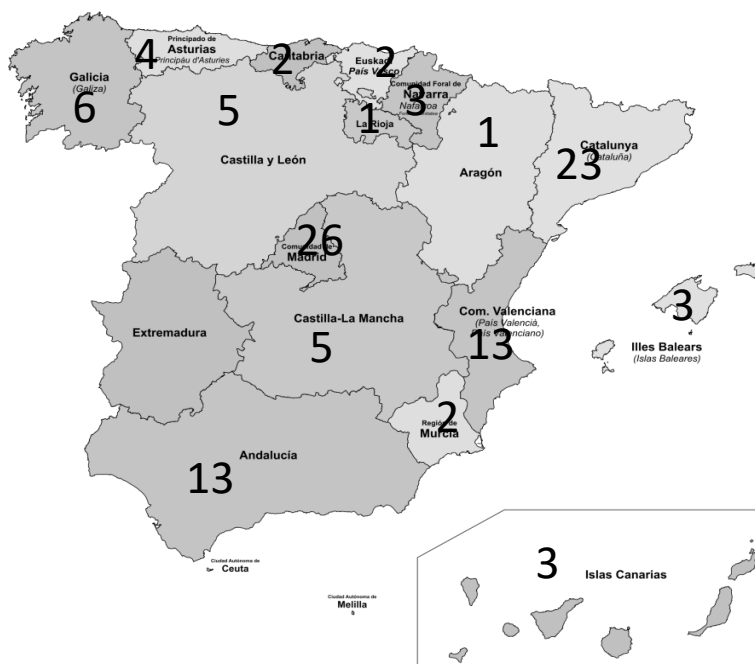 Principado de
Asturias
Principáu d'Asturies
4
Cantabria
2
Euskadi
País Vasco
2
Galicia
(Galiza)
6
Comunidad Foral de
Navarra
Nafarroa
3
5
Castilla y León
1
La Rioja
1
Aragón
Catalunya
(Cataluña)
23
26
Comunidad de
Madrid
Castilla-La Mancha
5
Extremadura
Com. Valenciana
(País Valencià,
País Valenciano)
13
3
Illes Balears
(Islas Baleares)
2
Región de
Murcia
Andalucía
13
Ciudad Autónoma de
Ceuta
Ciudad Autónoma de
Melilla
3
Islas Canarias